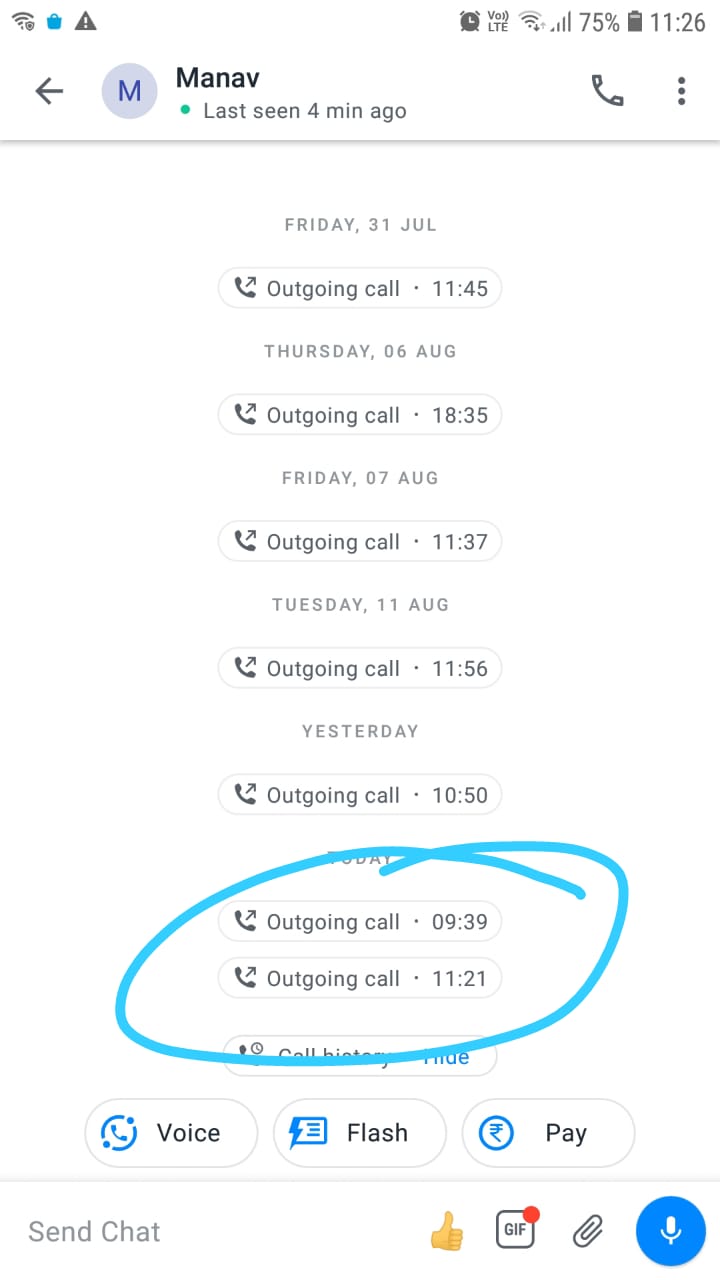 Vo)) LTE 75% 11:26
M Manav
Last seen 4 min ago
FRIDAY, 31 JUL
Outgoing call · 11:45
THURSDAY, 06 AUG
Outgoing call · 18:35
FRIDAY, 07 AUG
Outgoing call · 11:37
TUESDAY, 11 AUG
Outgoing call · 11:56
YESTERDAY
Outgoing call · 10:50
TODAY
Outgoing call · 09:39
Outgoing call · 11:21
Call history · Hide
Voice Flash ₹ Pay
Send Chat GIF